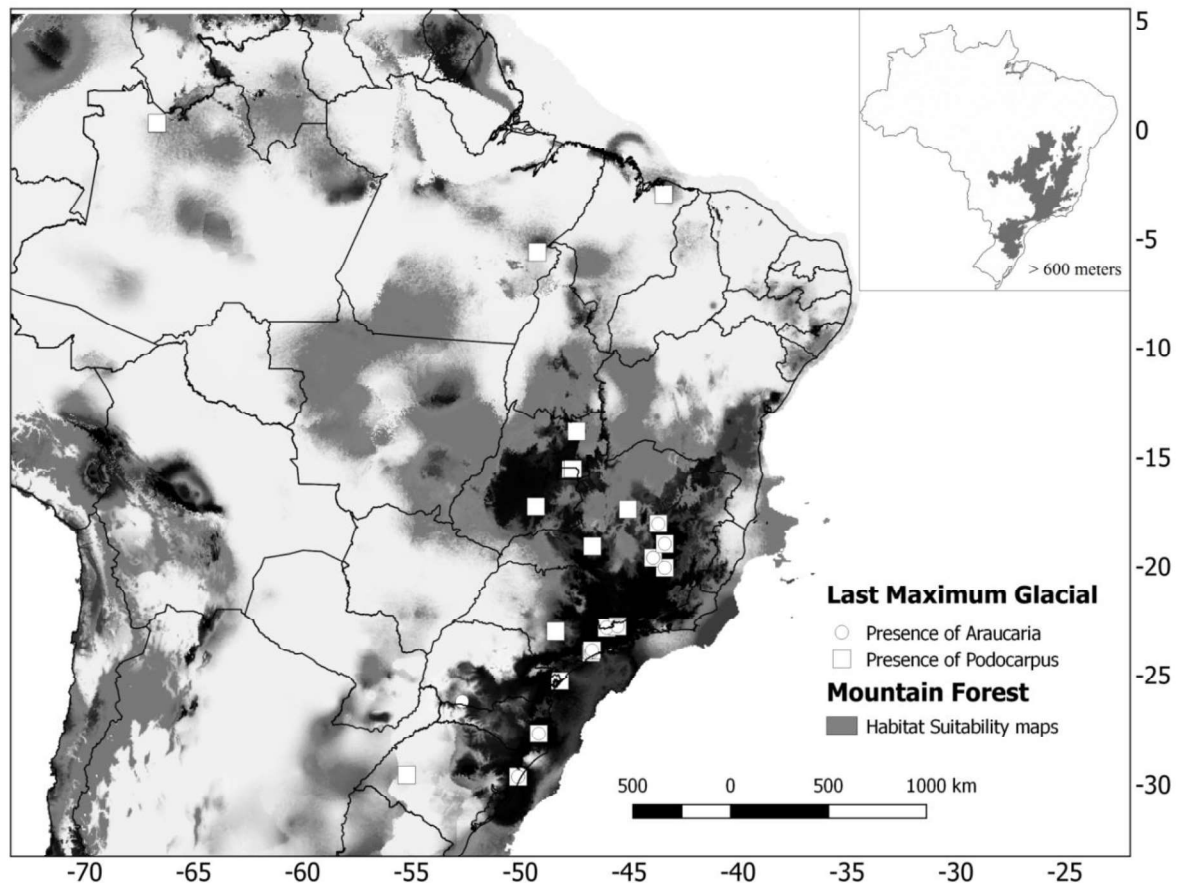 5
0
-5
-10
-15
-20
-25
-30
> 600 meters
Last Maximum Glacial
Presence of Araucaria
Presence of Podocarpus
Mountain Forest
Habitat Suitability maps
500 0 500 1000 km
-70 -65 -60 -55 -50 -45 -40 -35 -30 -25